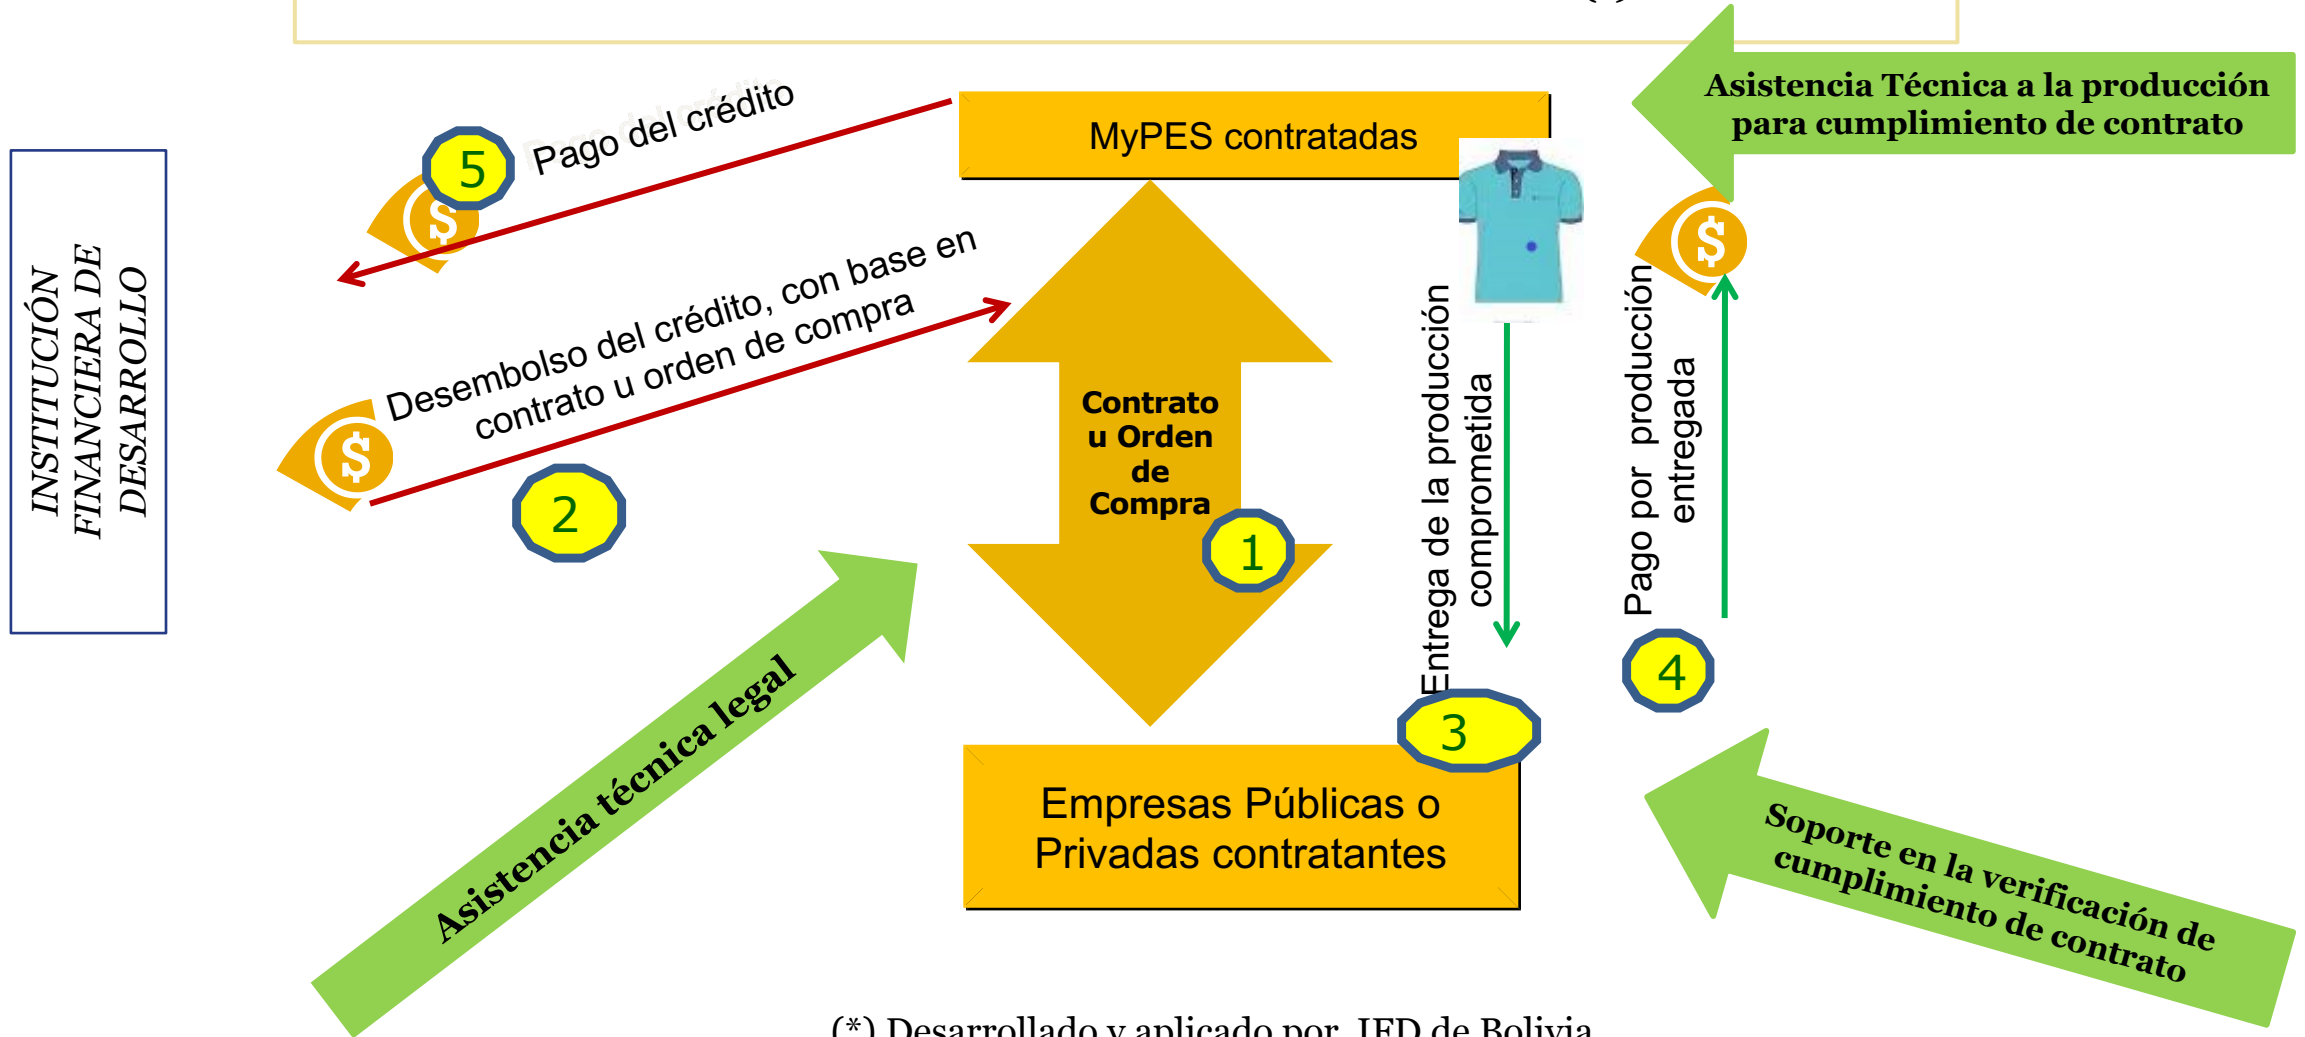 (*)
Asistencia Técnica a la producción
para cumplimiento de contrato
MyPES contratadas
5
Pago del crédito
INSTITUCIÓN
FINANCIERA DE
DESARROLLO
Desembolso del crédito, con base en
contrato u orden de compra
2
Contrato
u Orden
de
Compra
1
Entrega de la producción
comprometida
3
Pago por producción
entregada
4
Asistencia técnica legal
Empresas Públicas o
Privadas contratantes
Soporte en la verificación de
cumplimiento de contrato
(*) Desarrollado y aplicado por IFD de Bolivia